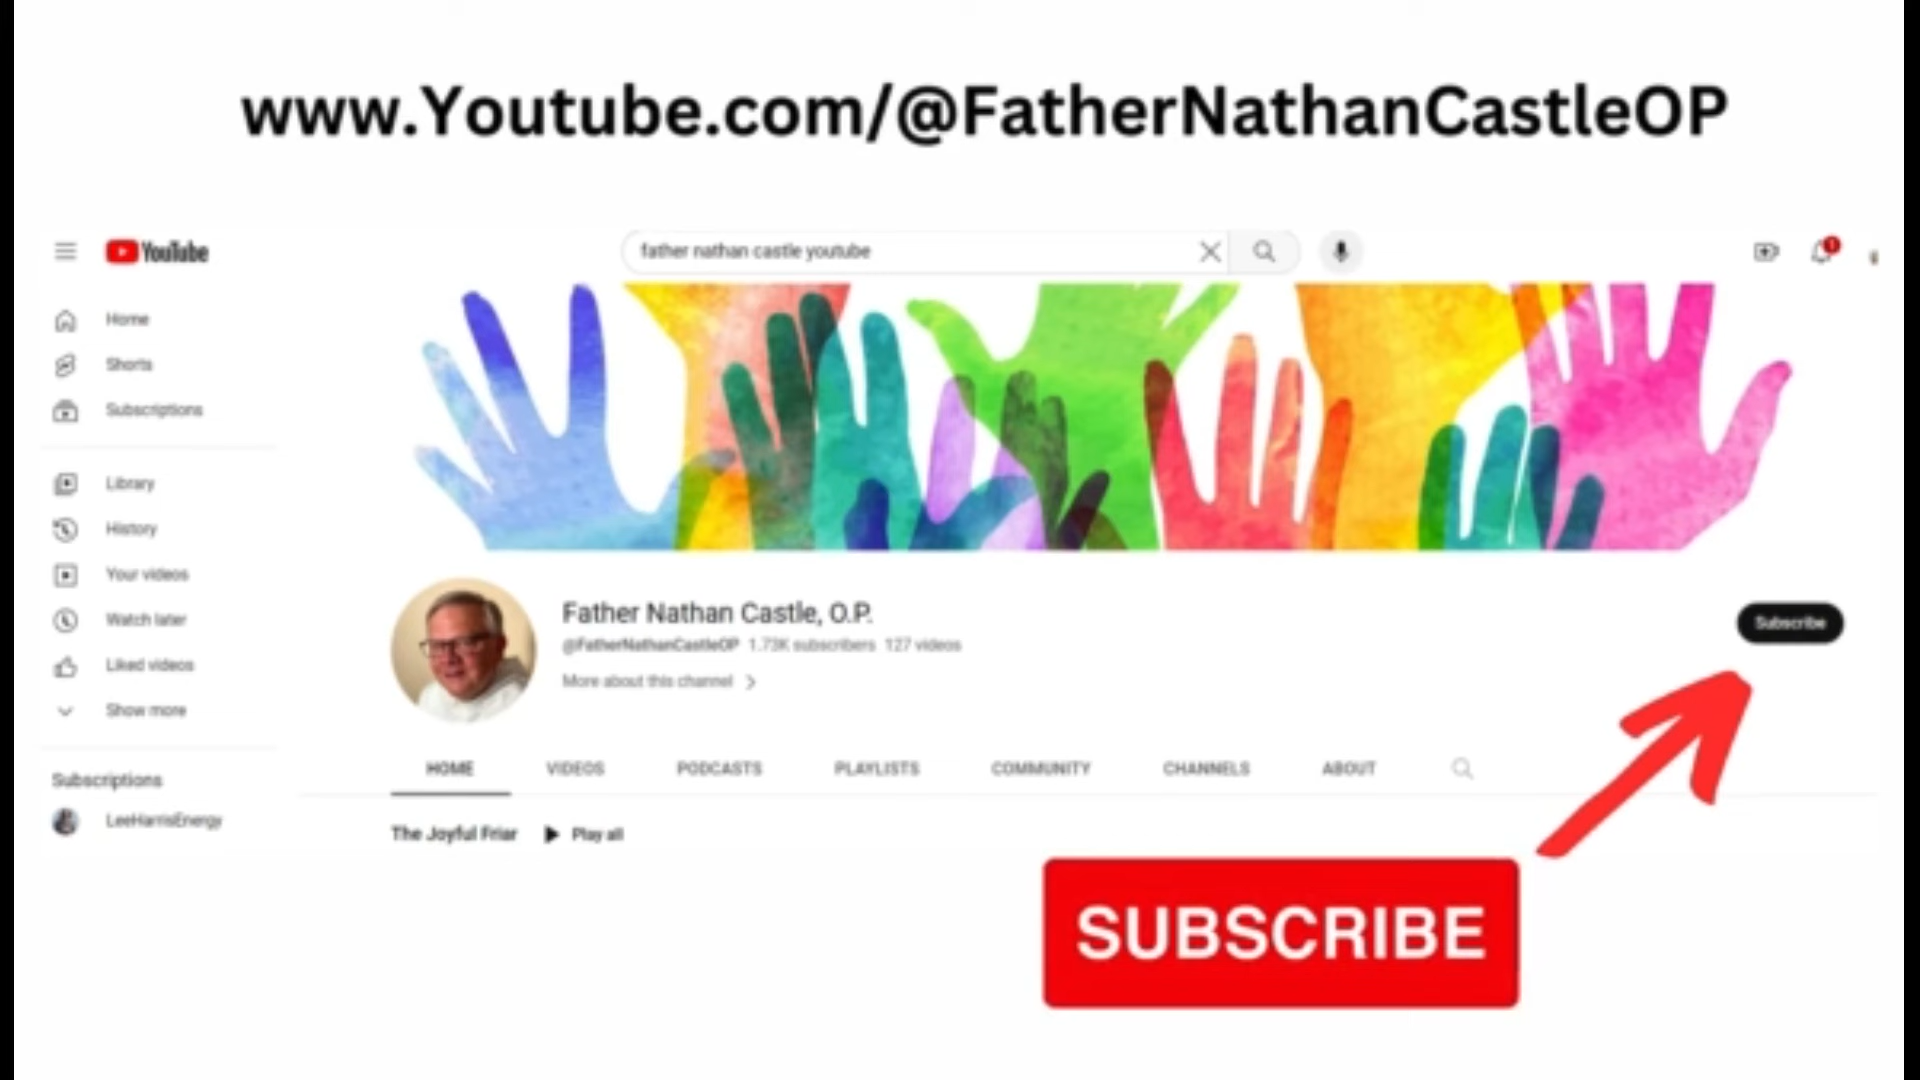 www.Youtube.com/@FatherNathanCastleOP
YouTube
father nathan castle youtube
1
Home
Shorts
Subscriptions
Library
History
Your videos
Watch later
Liked videos
Show more
Subscriptions
LeeHarrisEnergy
Father Nathan Castle, O.P.
@FatherNathanCastleOP 1.73K subscribers 127 videos
More about this channel
Subscribe
HOME VIDEOS PODCASTS PLAYLISTS COMMUNITY CHANNELS ABOUT
The Joyful Friar Play all
SUBSCRIBE